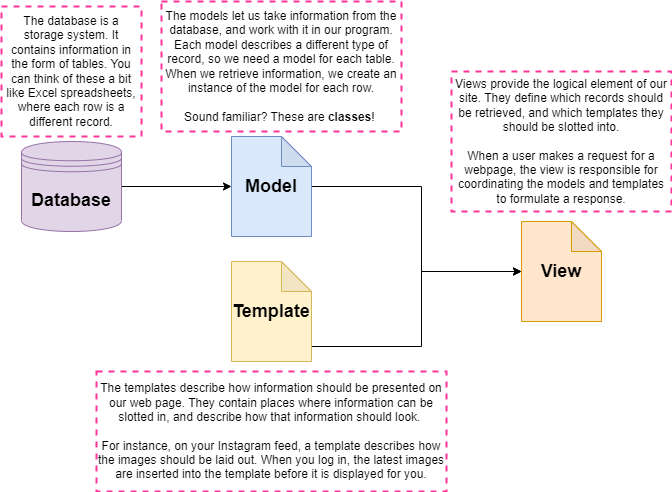 The database is a
storage system. It
contains information in
the form of tables. You
can think of these a bit
like Excel spreadsheets,
where each row is a
different record.
The models let us take information from the
database, and work with it in our program.
Each model describes a different type of
record, so we need a model for each table.
When we retrieve information, we create an
instance of the model for each row.
Sound familiar? These are classes!
Views provide the logical element of our
site. They define which records should
be retrieved, and which templates they
should be slotted into.
When a user makes a request for a
webpage, the view is responsible for
coordinating the models and templates
to formulate a response.
Database
Model
Template
View
The templates describe how information should be presented on
our web page. They contain places where information can be
slotted in, and describe how that information should look.
For instance, on your Instagram feed, a template describes how
the images should be laid out. When you log in, the latest images
are inserted into the template before it is displayed for you.